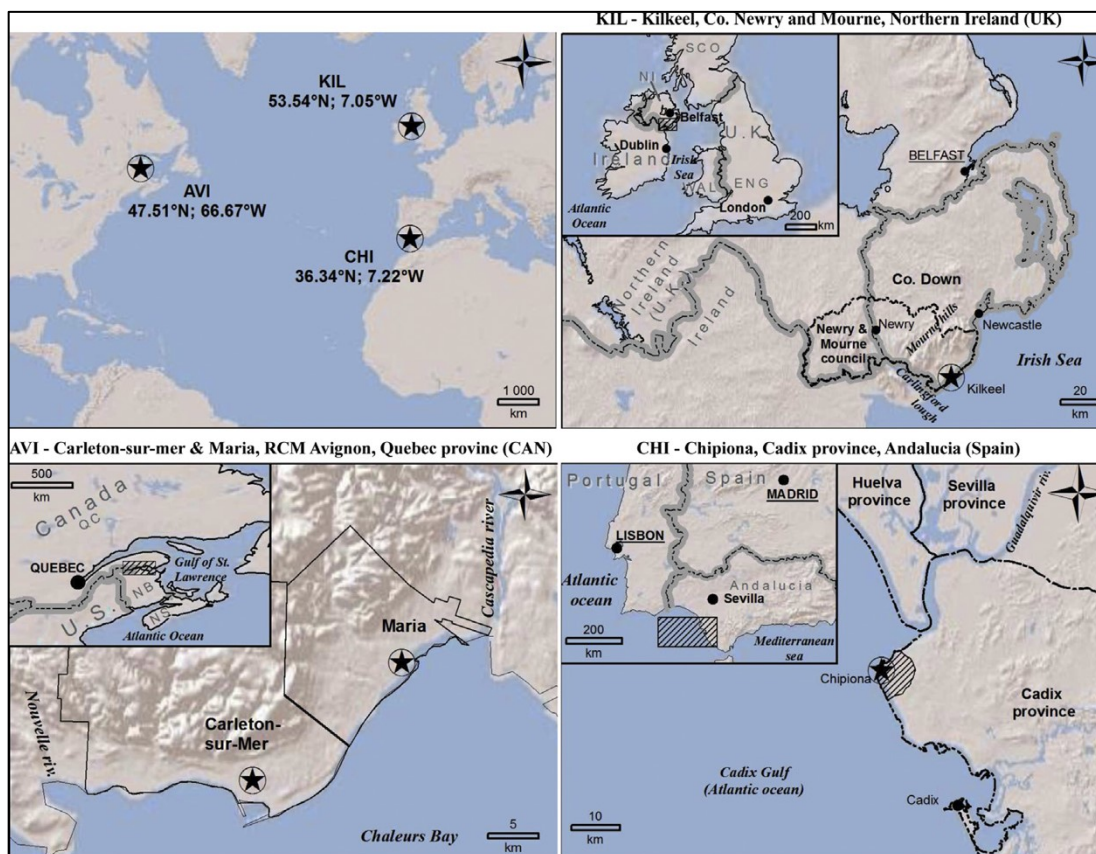 KIL - Kilkeel, Co. Newry and Mourne, Northern Ireland (UK)
KIL
53.54°N; 7.05°W
AVI
47.51°N; 66.67°W
CHI
36.34°N; 7.22°W
1 000
km
SCO
NI
Belfast
U.K.
Dublin
Ireland
Irish
Sea
WAL
ENG
London
Atlantic
Ocean
200
km
BELFAST
Northern
Ireland
(U.K.)
Ireland
Co. Down
Mourne hills
Newcastle
Newry &
Mourne
council
Newry
Irish Sea
Carlingford
lough
Kilkeel
20
km
AVI - Carleton-sur-mer & Maria, RCM Avignon, Quebec provinc (CAN)
500
km
Canada
QC
QUEBEC
Gulf of St.
Lawrence
U.S.
NB
NS
Atlantic Ocean
Cascapedia river
Maria
Nouvelle riv.
Carleton-
sur-Mer
Chaleurs Bay
5
km
CHI - Chipiona, Cadix province, Andalucia (Spain)
Portugal
Spain
MADRID
LISBON
Atlantic
ocean
Andalucia
Sevilla
200
km
Mediterranean
sea
Huelva
province
Sevilla
province
Guadalquivir riv.
Chipiona
Cadix
province
Cadix Gulf
(Atlantic ocean)
Cadix
10
km